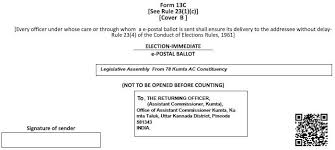 Form 13C
[See Rule 23(1)(c)]
[Cover B ]
[Every officer under whose care or through whom a e-postal ballot is sent shall ensure its delivery to the addressee without delay-
Rule 23(4) of the Conduct of Elections Rules, 1961]
ELECTION-IMMEDIATE
e-POSTAL BALLOT
Legislative Assembly From 78 Kumta AC Constituency
(NOT TO BE OPENED BEFORE COUNTING)
To : THE RETURNING OFFICER,
(Assistant Commissioner, Kumta),
Office of Assistant Commissioner Kumta, Ku
mta Taluk, Uttar Kannada District, Pincode
581343
INDIA.
Signature of sender